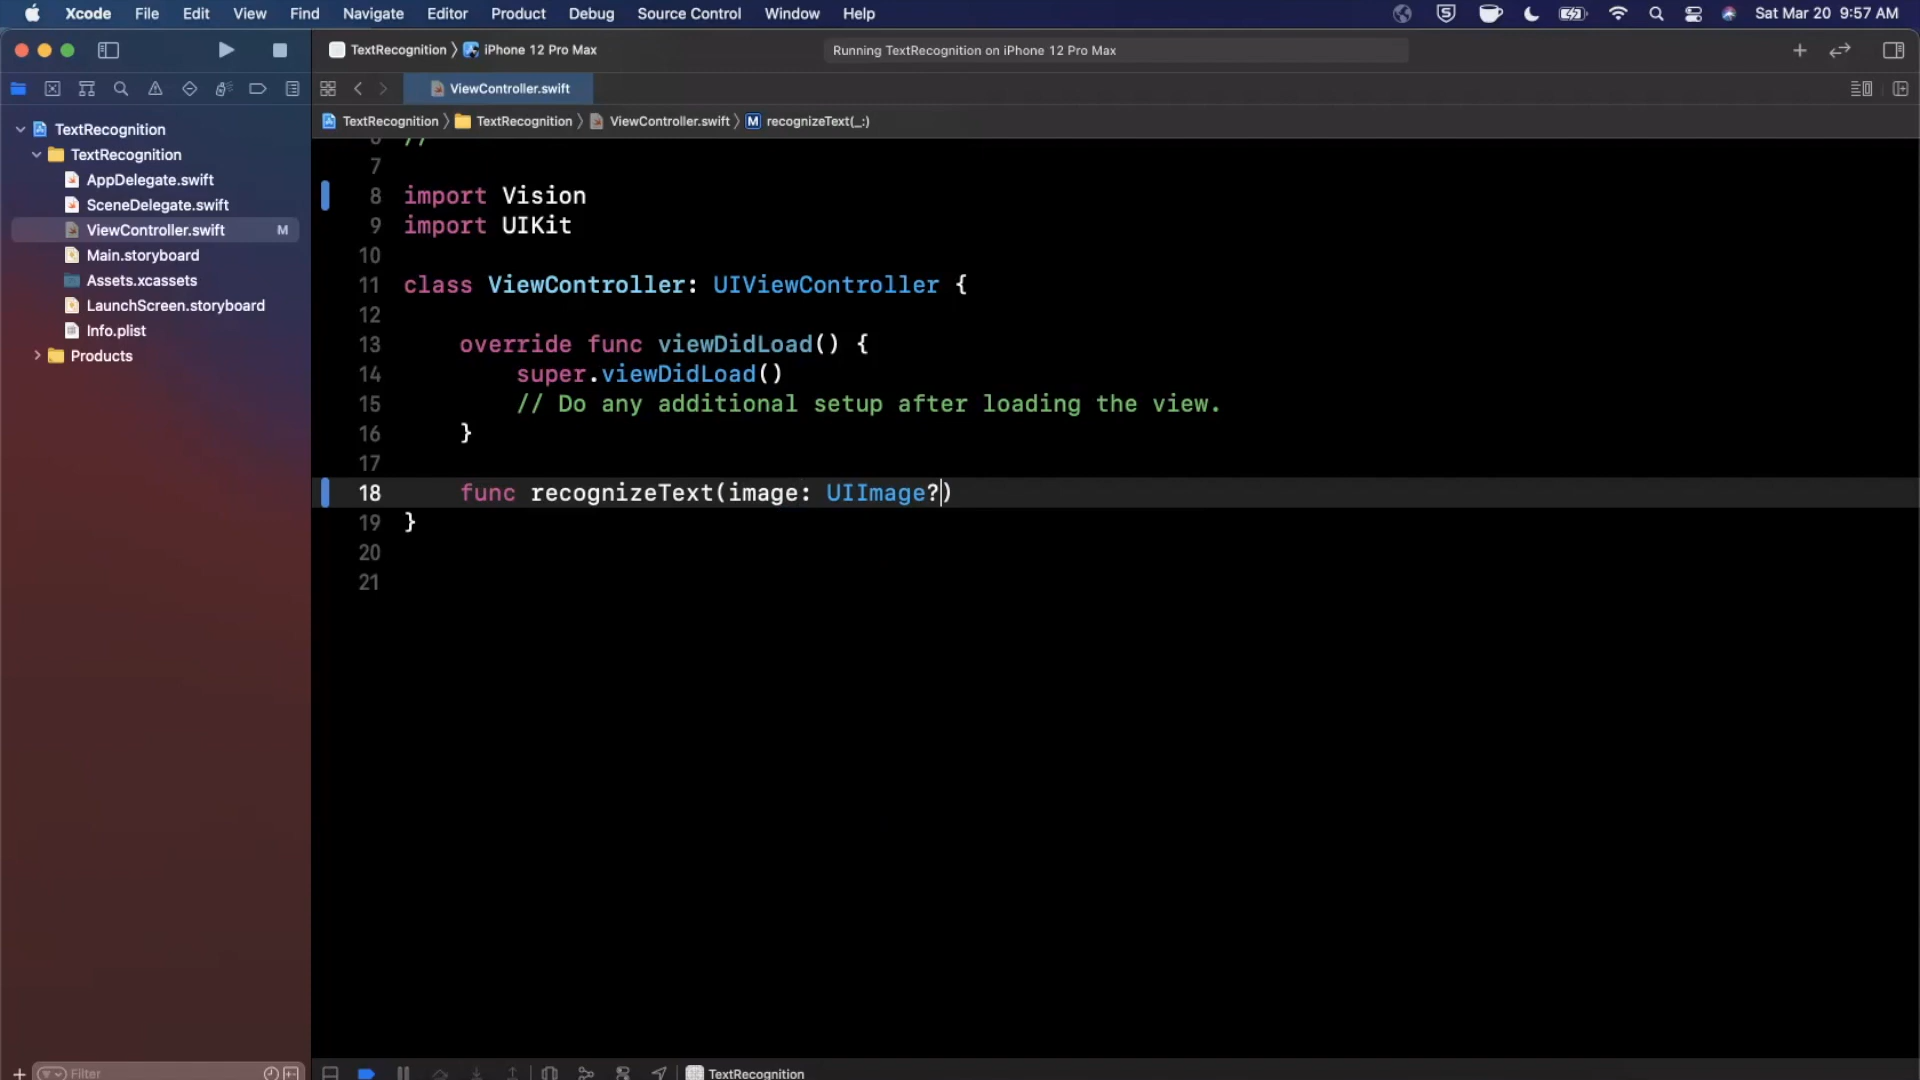 Xcode File Edit View Find Navigate Editor Product Debug Source Control Window Help Sat Mar 20 9:57 AM
TextRecognition 〉 iPhone 12 Pro Max Running TextRecognition on iPhone 12 Pro Max
ViewController.swift
TextRecognition 〉 TextRecognition 〉 ViewController.swift 〉 M recognizeText(_:)
TextRecognition
TextRecognition
AppDelegate.swift
SceneDelegate.swift
ViewController.swift M
Main.storyboard
Assets.xcassets
LaunchScreen.storyboard
Info.plist
Products
6 //
7
8 import Vision
9 import UIKit
10
11 class ViewController: UIViewController {
12
13 override func viewDidLoad() {
14 super.viewDidLoad()
15 // Do any additional setup after loading the view.
16 }
17
18 func recognizeText(image: UIImage?)
19 }
20
21
Filter
TextRecognition